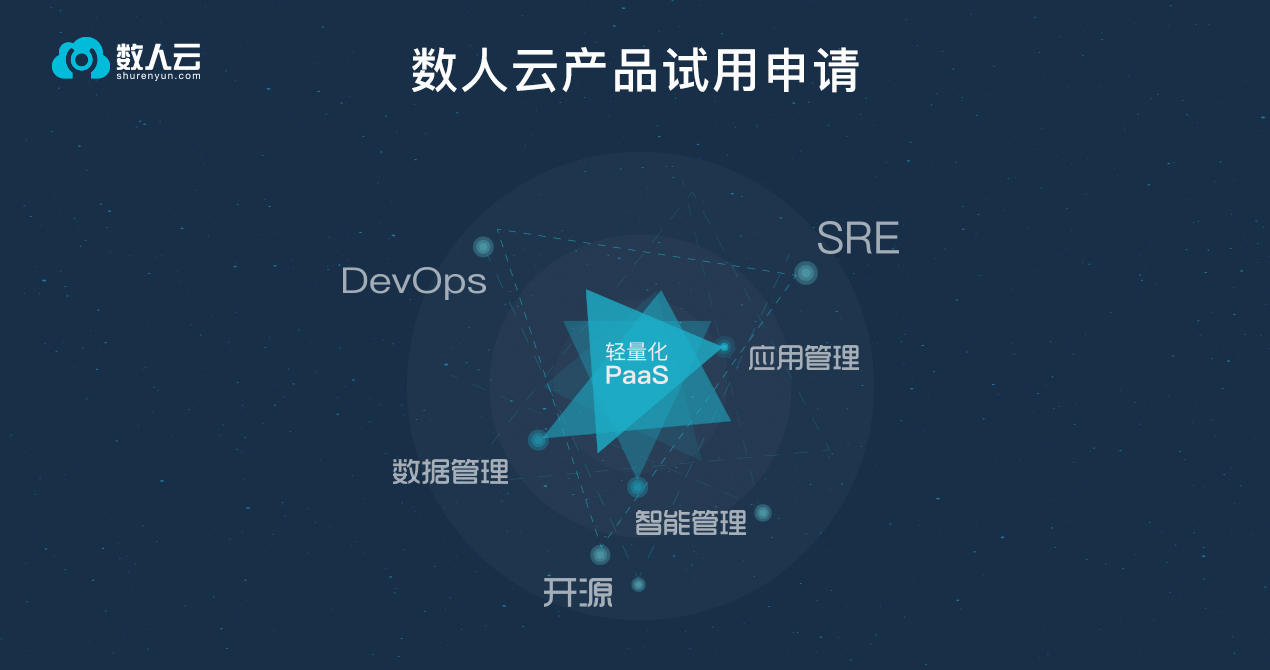 数人云
shurenyun.com
数人云产品试用申请
SRE
DevOps
轻量化
PaaS
应用管理
数据管理
智能管理
开源